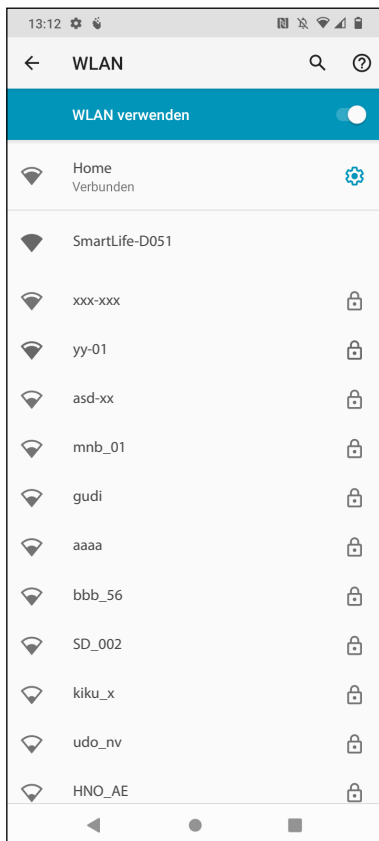 13:12
WLAN
WLAN verwenden
Home
Verbunden
SmartLife-D051
xxx-xxx
yy-01
asd-xx
mnb_01
gudi
aaaa
bbb_56
SD_002
kiku_x
udo_nv
HNO_AE